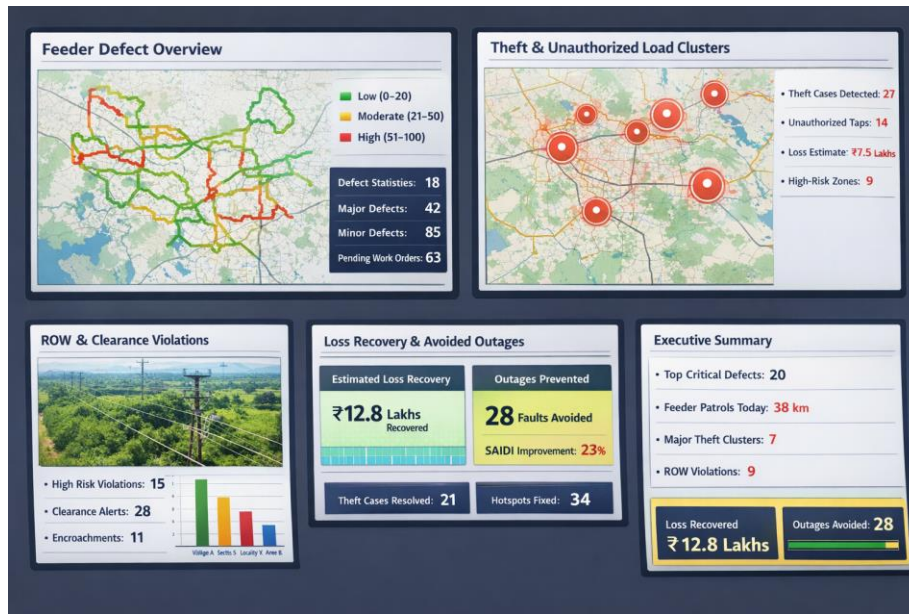 Feeder Defect Overview
Low (0–20)
Moderate (21–50)
High (51–100)
Defect Statisties: 18
Major Defects: 42
Minor Defects: 85
Pending Work Orders: 63
Theft & Unauthorized Load Clusters
• Theft Cases Detected: 27
• Unauthorized Taps: 14
• Loss Estimate: ₹7.5 Lakhs
• High-Risk Zones: 9
ROW & Clearance Violations
• High Risk Violations: 15
• Clearance Alerts: 28
• Encroachments: 11
Loss Recovery & Avoided Outages
Estimated Loss Recovery
₹12.8 Lakhs
Recovered
Outages Prevented
28 Faults Avoided
SAIDI Improvement: 23%
Theft Cases Resolved: 21
Hotspots Fixed: 34
Executive Summary
• Top Critical Defects: 20
• Feeder Patrols Today: 38 km
• Major Theft Clusters: 7
• ROW Violations: 9
Loss Recovered
₹ 12.8 Lakhs
Outages Avoided: 28